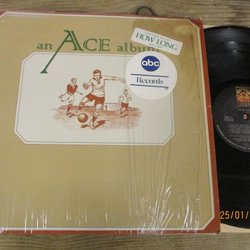 an ACE album
HOW LONG
abc
Records
25/01/